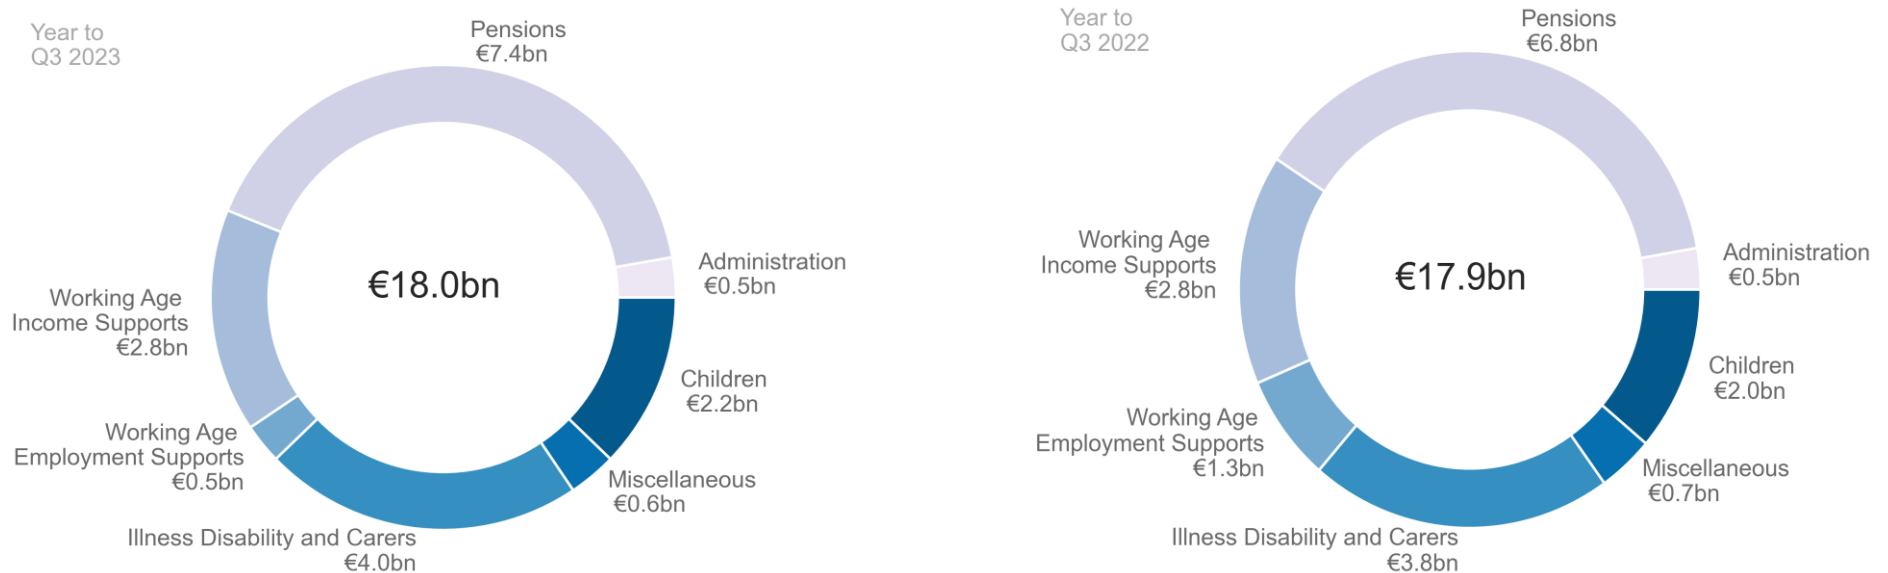 Year to
Q3 2023
Pensions
€7.4bn
Administration
€0.5bn
€18.0bn
Working Age
Income Supports
€2.8bn
Children
€2.2bn
Working Age
Employment Supports
€0.5bn
Miscellaneous
€0.6bn
Illness Disability and Carers
€4.0bn
Year to
Q3 2022
Pensions
€6.8bn
Working Age
Income Supports
€2.8bn
Administration
€0.5bn
€17.9bn
Children
€2.0bn
Working Age
Employment Supports
€1.3bn
Miscellaneous
€0.7bn
Illness Disability and Carers
€3.8bn